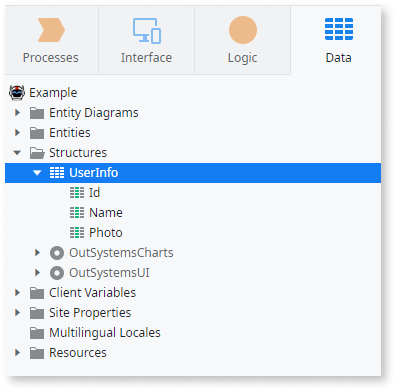 Processes Interface Logic Data
Example
Entity Diagrams
Entities
Structures
UserInfo
Id
Name
Photo
OutSystemsCharts
OutSystemsUI
Client Variables
Site Properties
Multilingual Locales
Resources